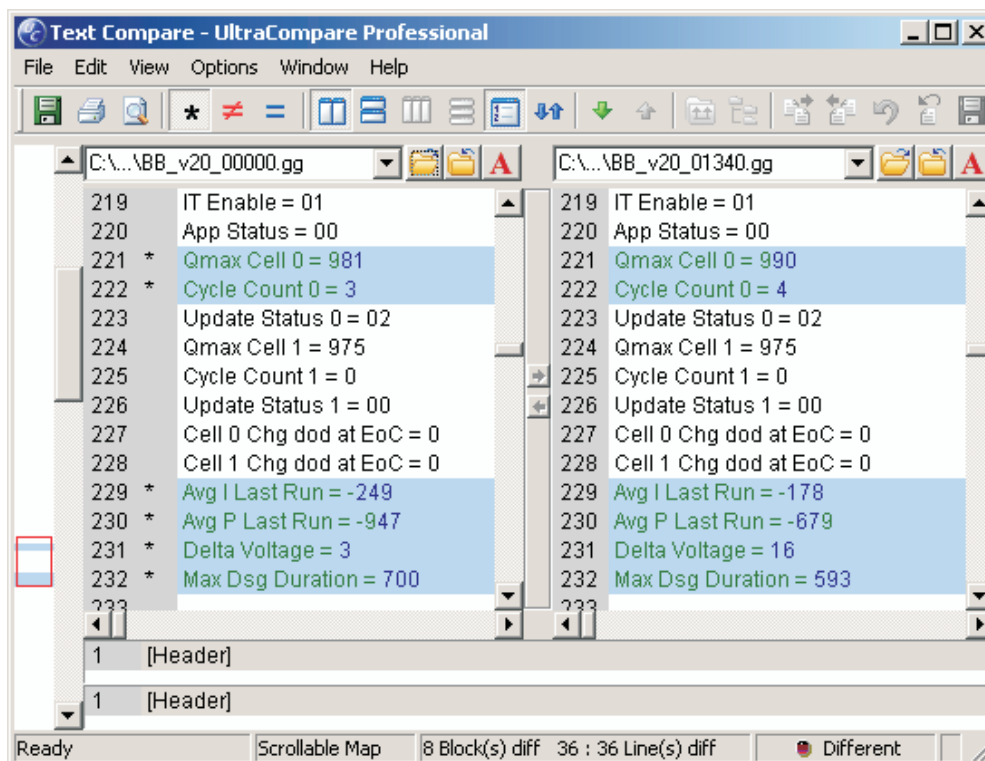 Text Compare - UltraCompare Professional
File Edit View Options Window Help
C:\...\BB_v20_00000.gg
219 IT Enable = 01
220 App Status = 00
221 * Qmax Cell 0 = 981
222 * Cycle Count 0 = 3
223 Update Status 0 = 02
224 Qmax Cell 1 = 975
225 Cycle Count 1 = 0
226 Update Status 1 = 00
227 Cell 0 Chg dod at EoC = 0
228 Cell 1 Chg dod at EoC = 0
229 * Avg I Last Run = -249
230 * Avg P Last Run = -947
231 * Delta Voltage = 3
232 * Max Dsg Duration = 700
233
C:\...\BB_v20_01340.gg
219 IT Enable = 01
220 App Status = 00
221 Qmax Cell 0 = 990
222 Cycle Count 0 = 4
223 Update Status 0 = 02
224 Qmax Cell 1 = 975
225 Cycle Count 1 = 0
226 Update Status 1 = 00
227 Cell 0 Chg dod at EoC = 0
228 Cell 1 Chg dod at EoC = 0
229 Avg I Last Run = -178
230 Avg P Last Run = -679
231 Delta Voltage = 16
232 Max Dsg Duration = 593
233
1 [Header]
1 [Header]
Ready Scrollable Map 8 Block(s) diff 36 : 36 Line(s) diff Different